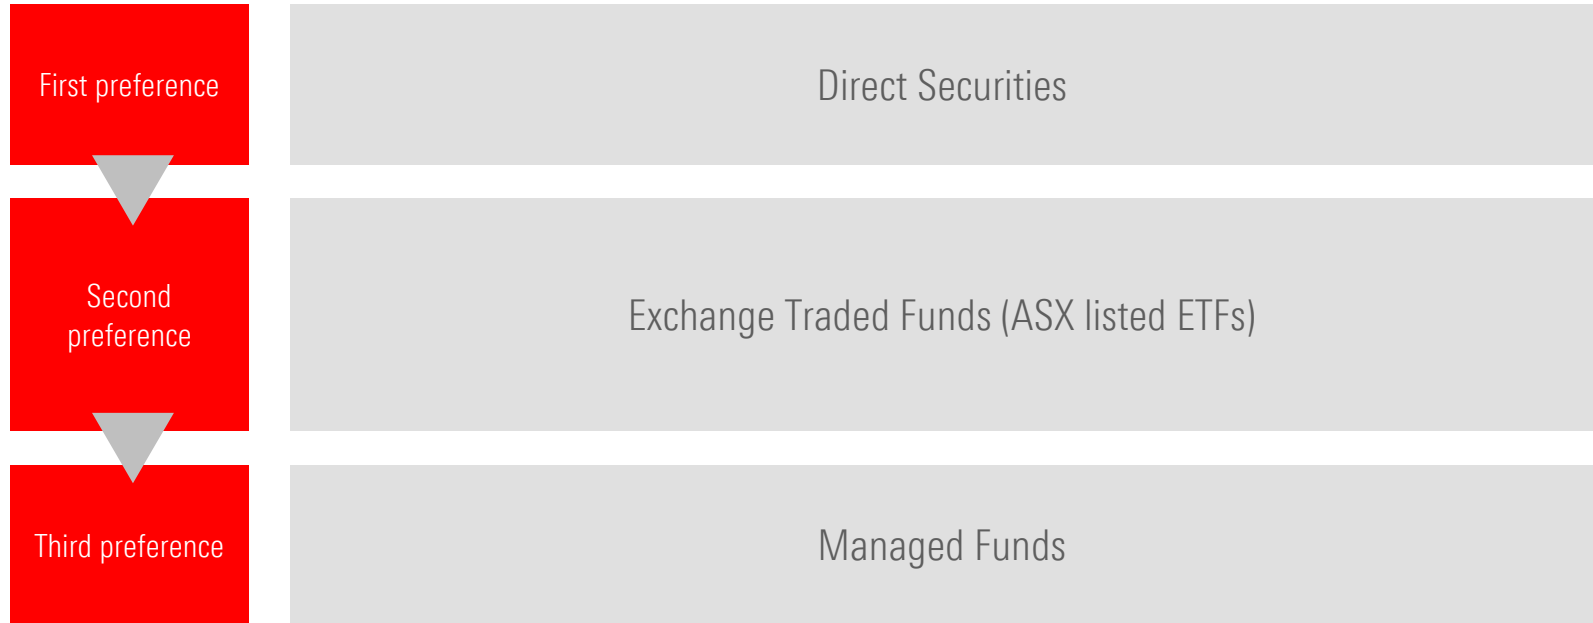 First preference
Direct Securities
Second
preference
Exchange Traded Funds (ASX listed ETFs)
Third preference
Managed Funds